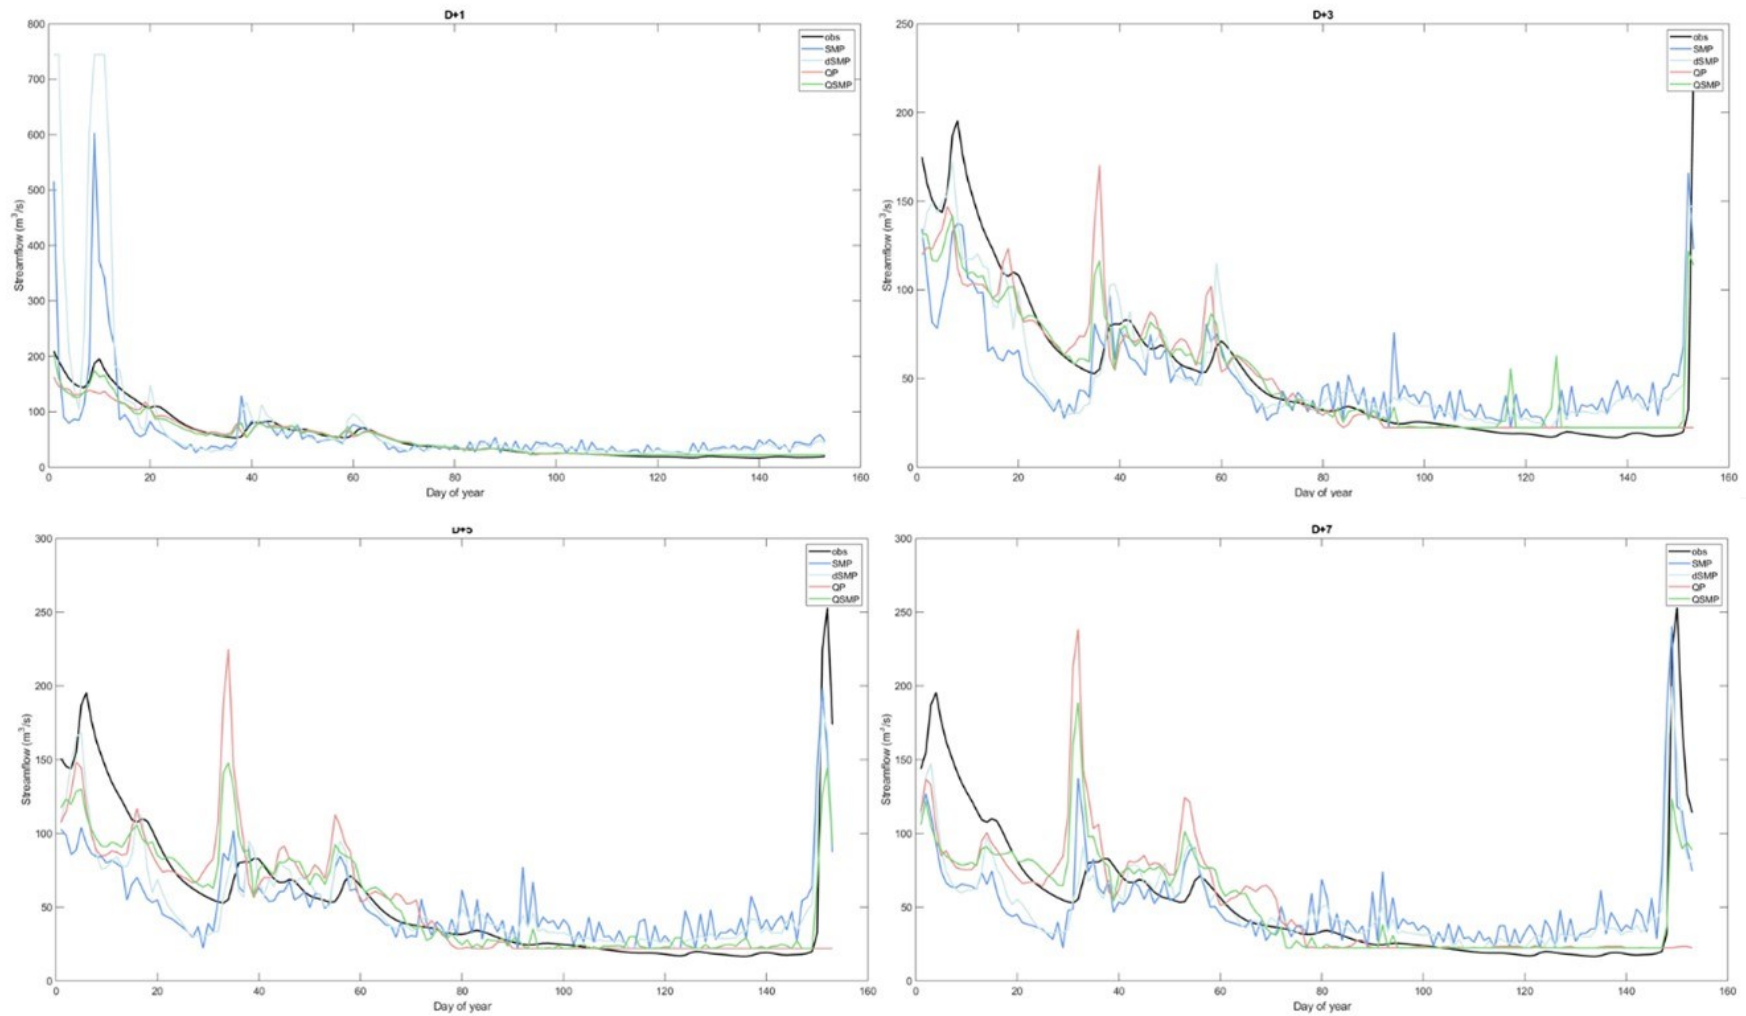 D+1
800
700
600
500
400
300
200
100
0
Streamflow (m³/s)
0 20 40 60 80 100 120 140 160
Day of year
obs
SMP
dSMP
QP
QSMP
D+3
250
200
150
100
50
0
Streamflow (m³/s)
0 20 40 60 80 100 120 140 160
Day of year
obs
SMP
dSMP
QP
QSMP
D+5
300
250
200
150
100
50
0
Streamflow (m³/s)
0 20 40 60 80 100 120 140 160
Day of year
obs
SMP
dSMP
QP
QSMP
D+7
300
250
200
150
100
50
0
Streamflow (m³/s)
0 20 40 60 80 100 120 140 160
Day of year
obs
SMP
dSMP
QP
QSMP